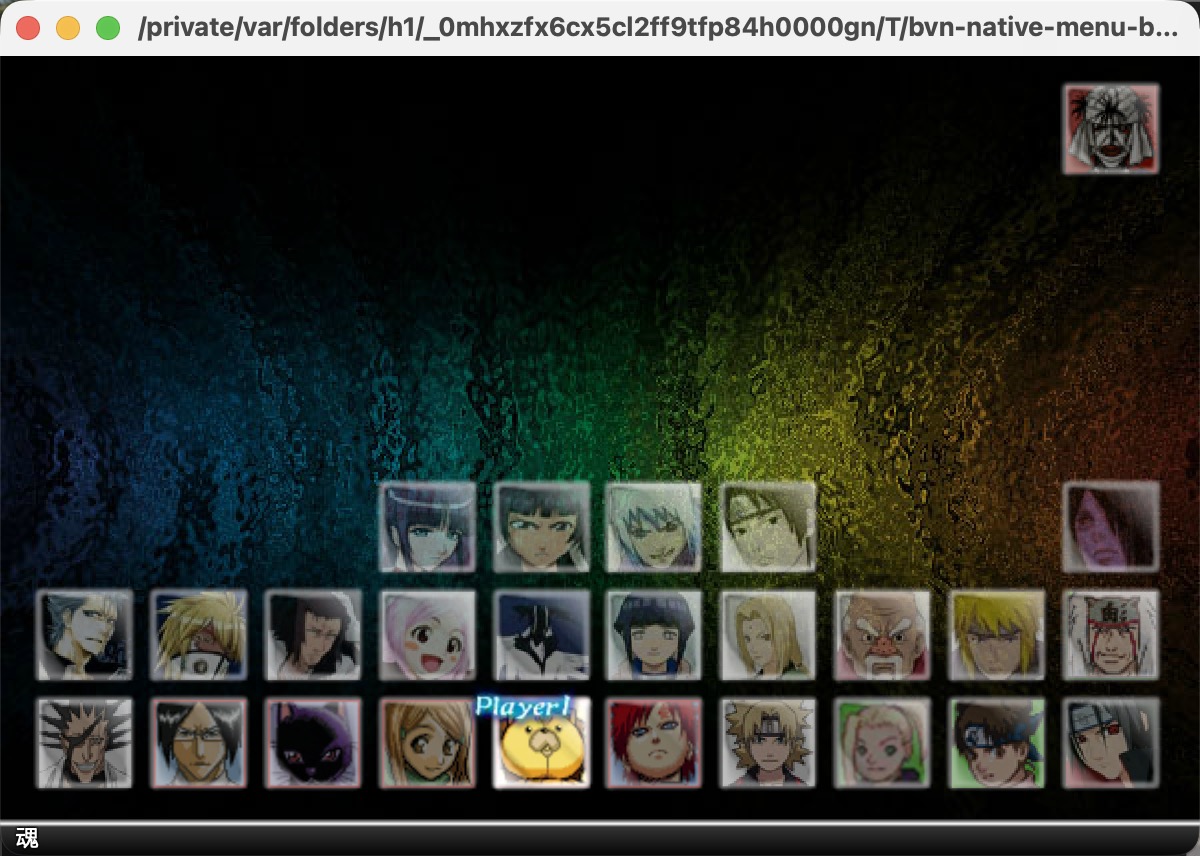 /private/var/folders/h1/_0mhxzfx6cx5cl2ff9tfp84h0000gn/T/bvn-native-menu-b...
Player1
魂